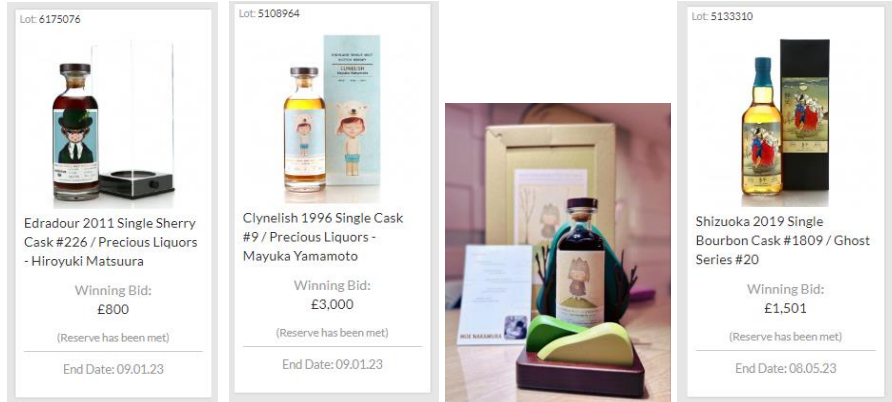 Lot: 6175076
Edradour 2011 Single Sherry
Cask #226 / Precious Liquors
- Hiroyuki Matsuura
Winning Bid:
£800
(Reserve has been met)
End Date: 09.01.23
Lot: 5108964
CLYNELISH
Clynelish 1996 Single Cask
#9 / Precious Liquors -
Mayuka Yamamoto
Winning Bid:
£3,000
(Reserve has been met)
End Date: 09.01.23
MOE NAKAMURA
Lot: 5133310
Shizuoka 2019 Single
Bourbon Cask #1809 / Ghost
Series #20
Winning Bid:
£1,501
(Reserve has been met)
End Date: 08.05.23